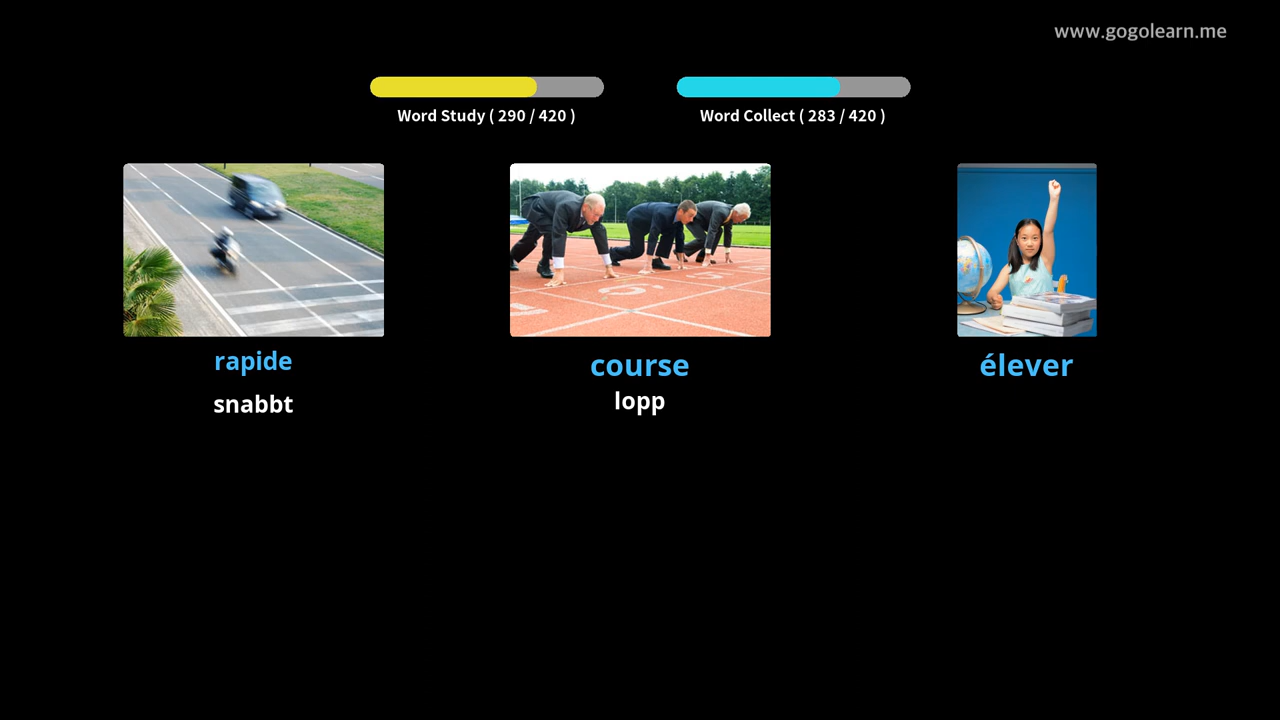 www.gogolearn.me
Word Study ( 290 / 420 )
Word Collect ( 283 / 420 )
rapide
snabbt
course
lopp
élever